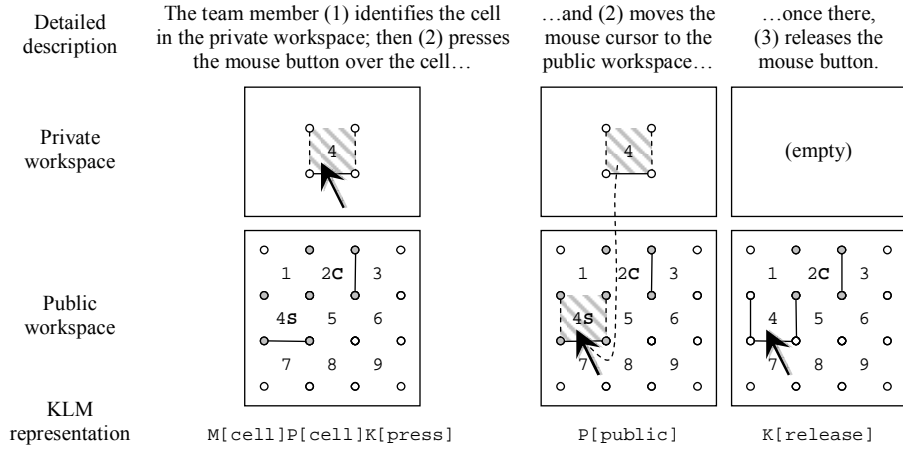 Detailed description
The team member (1) identifies the cell in the private workspace; then (2) presses the mouse button over the cell…
…and (2) moves the mouse cursor to the public workspace…
…once there, (3) releases the mouse button.
Private workspace
4
4
(empty)
Public workspace
1 2C 3
4S 5 6
7 8 9
1 2C 3
4S 5 6
7 8 9
1 2C 3
4 5 6
7 8 9
KLM representation
M[cell]P[cell]K[press]
P[public]
K[release]